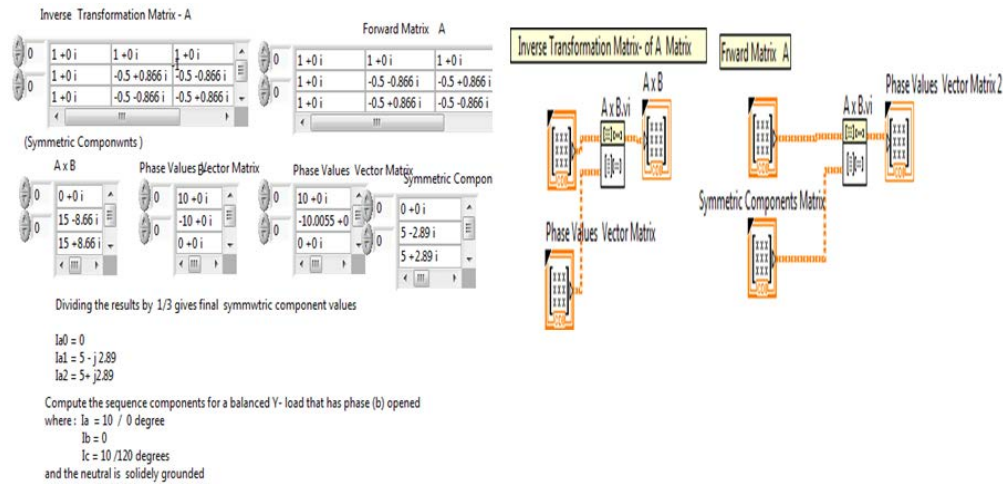 Inverse Transformation Matrix - A
0
1 +0 i 1 +0 i 1 +0 i
1 +0 i -0.5 +0.866 i -0.5 -0.866 i
1 +0 i -0.5 -0.866 i -0.5 +0.866 i
Forward Matrix A
0
1 +0 i 1 +0 i 1 +0 i
1 +0 i -0.5 -0.866 i -0.5 +0.866 i
1 +0 i -0.5 +0.866 i -0.5 -0.866 i
(Symmetric Componwnts )
A x B
0
0
0 +0 i
15 -8.66 i
15 +8.66 i
Phase Values Vector Matrix
0
0
10 +0 i
-10 +0 i
0 +0 i
Phase Values Vector Matrix
0
10 +0 i
-10.0055 +0
0 +0 i
Symmetric Compon
0
0
0 +0 i
5 -2.89 i
5 +2.89 i
Dividing the results by 1/3 gives final symmwtric component values
Ia0 = 0
Ia1 = 5 - j 2.89
Ia2 = 5+ j2.89
Compute the sequence components for a balanced Y- load that has phase (b) opened
where : Ia = 10 / 0 degree
Ib = 0
Ic = 10 /120 degrees
and the neutral is solidely grounded
Inverse Transformation Matrix- of A Matrix
A x B
A x B.vi
Phase Values Vector Matrix
Frward Matrix A
Phase Values Vector Matrix 2
A x B.vi
Symmetric Components Matrix